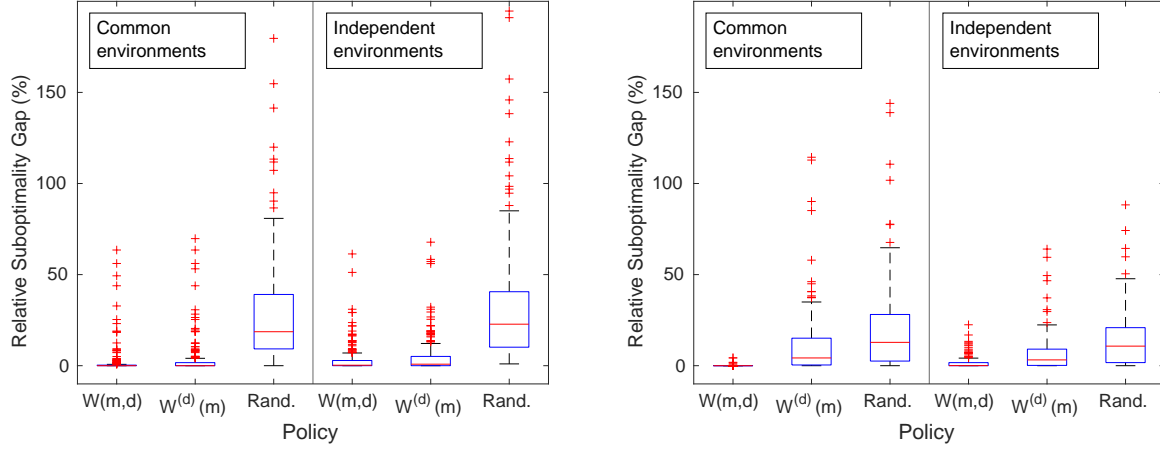 Relative Suboptimality Gap (%)
150
100
50
0
Common
environments
Independent
environments
W(m,d)
W(d) (m)
Rand.
W(m,d)
W(d) (m)
Rand.
Policy
Relative Suboptimality Gap (%)
150
100
50
0
Common
environments
Independent
environments
W(m,d)
W(d) (m)
Rand.
W(m,d)
W(d) (m)
Rand.
Policy